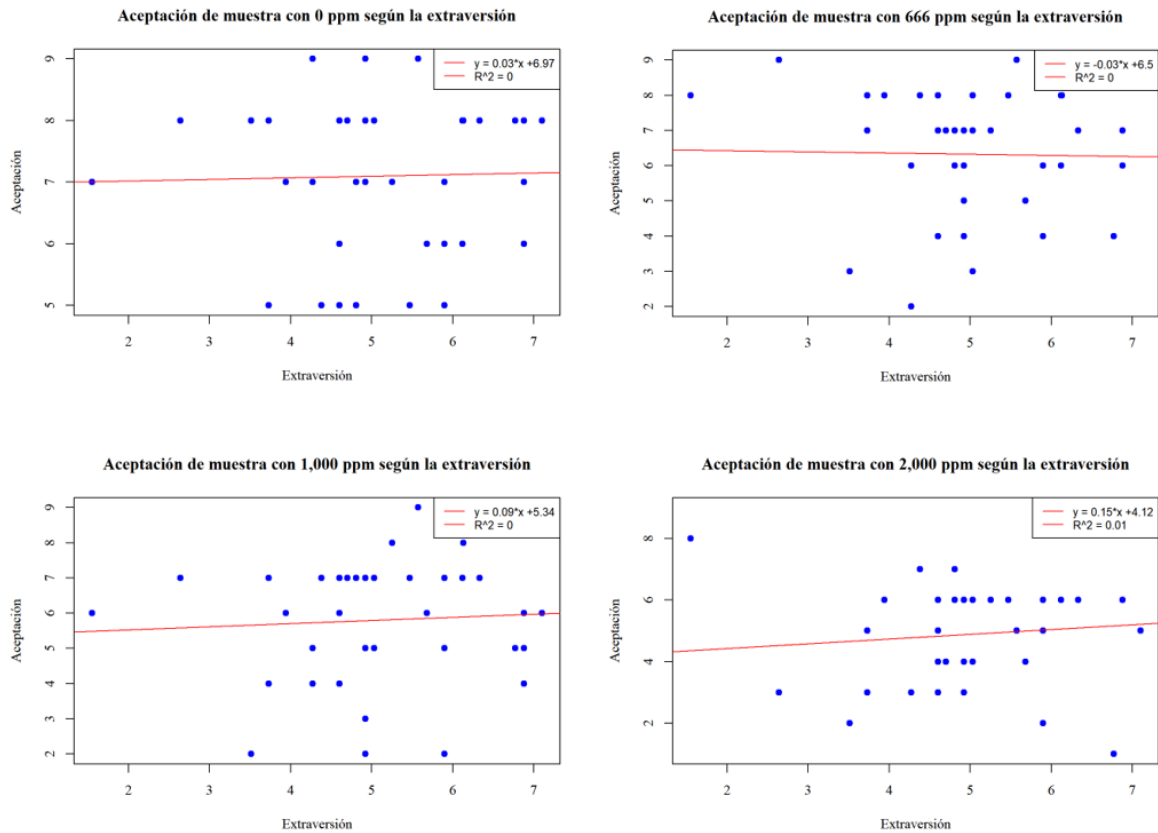 Aceptación de muestra con 0 ppm según la extraversión
y = 0.03*x +6.97
R^2 = 0
Aceptación
9
8
7
6
5
2 3 4 5 6 7
Extraversión
Aceptación de muestra con 666 ppm según la extraversión
y = -0.03*x +6.5
R^2 = 0
Aceptación
9
8
7
6
5
4
3
2
2 3 4 5 6 7
Extraversión
Aceptación de muestra con 1,000 ppm según la extraversión
y = 0.09*x +5.34
R^2 = 0
Aceptación
9
8
7
6
5
4
3
2
2 3 4 5 6 7
Extraversión
Aceptación de muestra con 2,000 ppm según la extraversión
y = 0.15*x +4.12
R^2 = 0.01
Aceptación
8
6
4
2
2 3 4 5 6 7
Extraversión